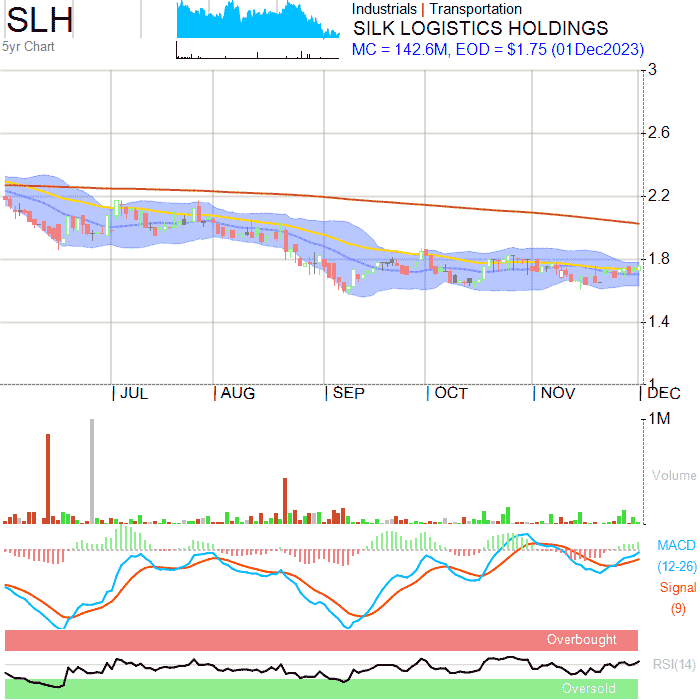 SLH
5yr Chart
Industrials | Transportation
SILK LOGISTICS HOLDINGS
MC = 142.6M, EOD = $1.75 (01Dec2023)
3
2.6
2.2
1.8
1.4
1
| JUL | AUG | SEP | OCT | NOV | DEC
1M
Volume
MACD
(12-26)
Signal
(9)
Overbought
RSI(14)
Oversold